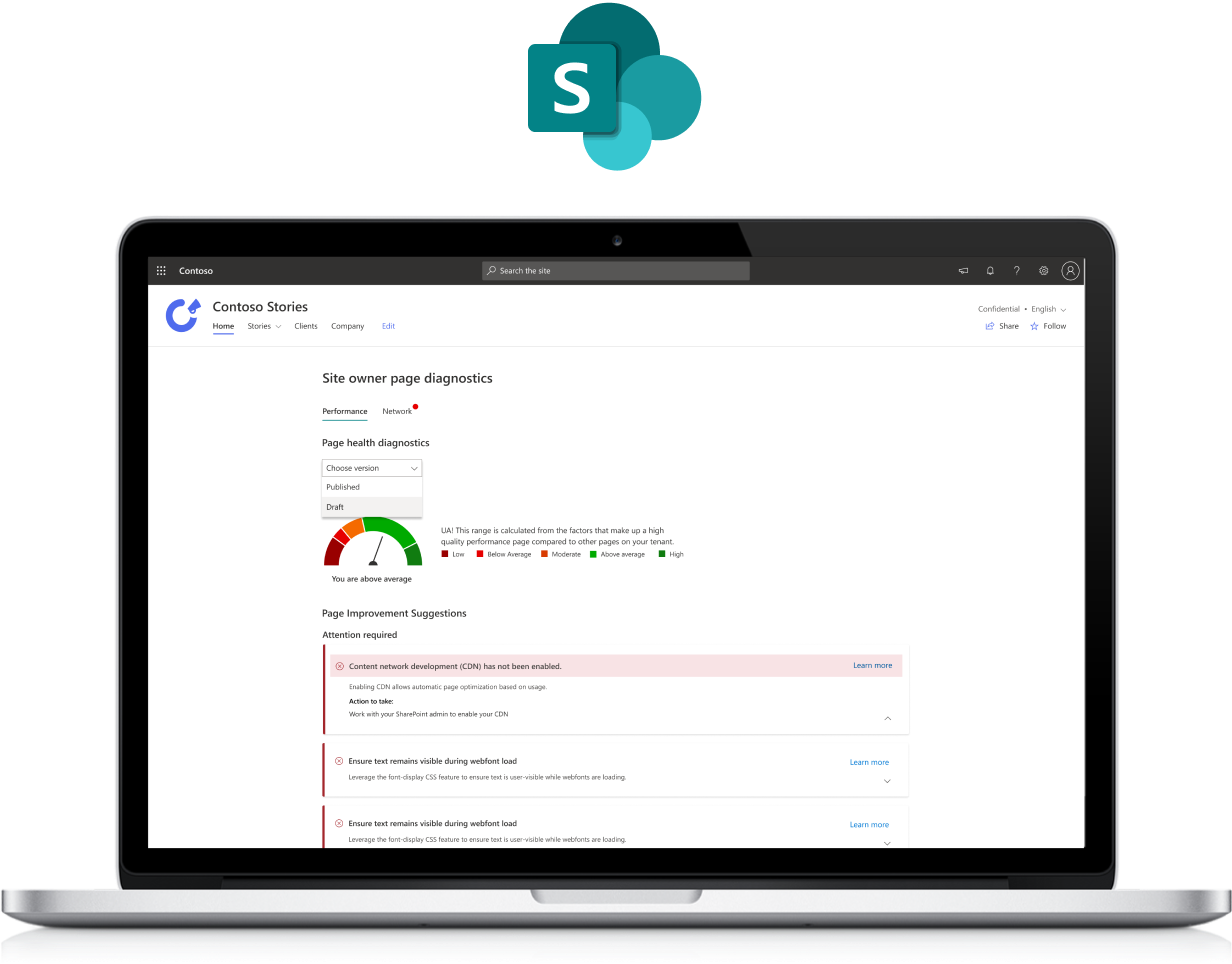 S
Contoso
Search the site
?
Contoso Stories
Confidential • English
Home Stories Clients Company Edit
Share Follow
Site owner page diagnostics
Performance Network
Page health diagnostics
Choose version
Published
Draft
UA! This range is calculated from the factors that make up a high
quality performance page compared to other pages on your tenant.
Low Below Average Moderate Above average High
You are above average
Page Improvement Suggestions
Attention required
Content network development (CDN) has not been enabled. Learn more
Enabling CDN allows automatic page optimization based on usage.
Action to take:
Work with your SharePoint admin to enable your CDN
Ensure text remains visible during webfont load Learn more
Leverage the font-display CSS feature to ensure text is user-visible while webfonts are loading.
Ensure text remains visible during webfont load Learn more
Leverage the font-display CSS feature to ensure text is user-visible while webfonts are loading.